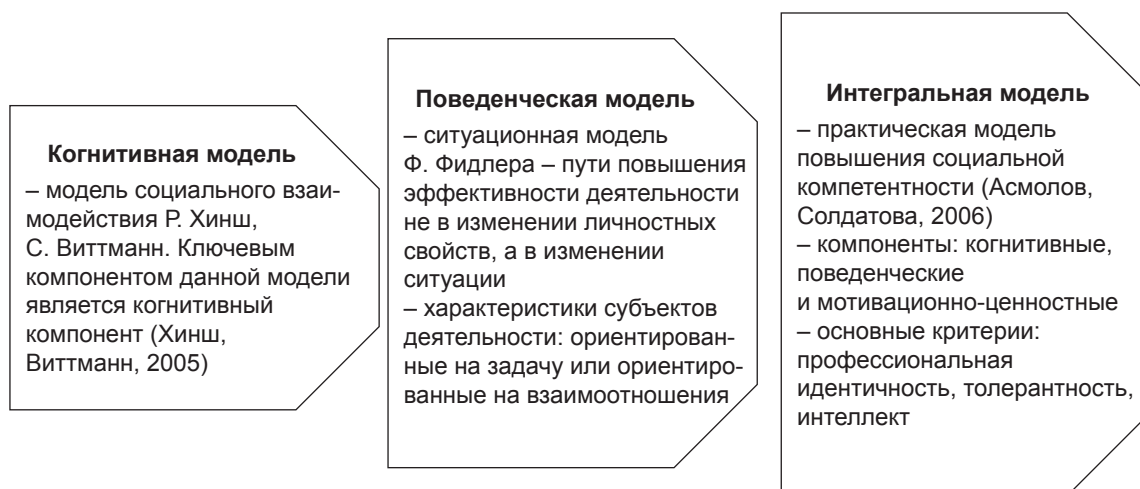 Когнитивная модель
– модель социального взаи-
модействия Р. Хинш,
С. Виттманн. Ключевым
компонентом данной модели
является когнитивный
компонент (Хинш,
Виттманн, 2005)
Поведенческая модель
– ситуационная модель
Ф. Фидлера – пути повышения
эффективности деятельности
не в изменении личностных
свойств, а в изменении
ситуации
– характеристики субъектов
деятельности: ориентирован-
ные на задачу или ориентиро-
ванные на взаимоотношения
Интегральная модель
– практическая модель
повышения социальной
компетентности (Асмолов,
Солдатова, 2006)
– компоненты: когнитивные,
поведенческие
и мотивационно-ценностные
– основные критерии:
профессиональная
идентичность, толерантность,
интеллект